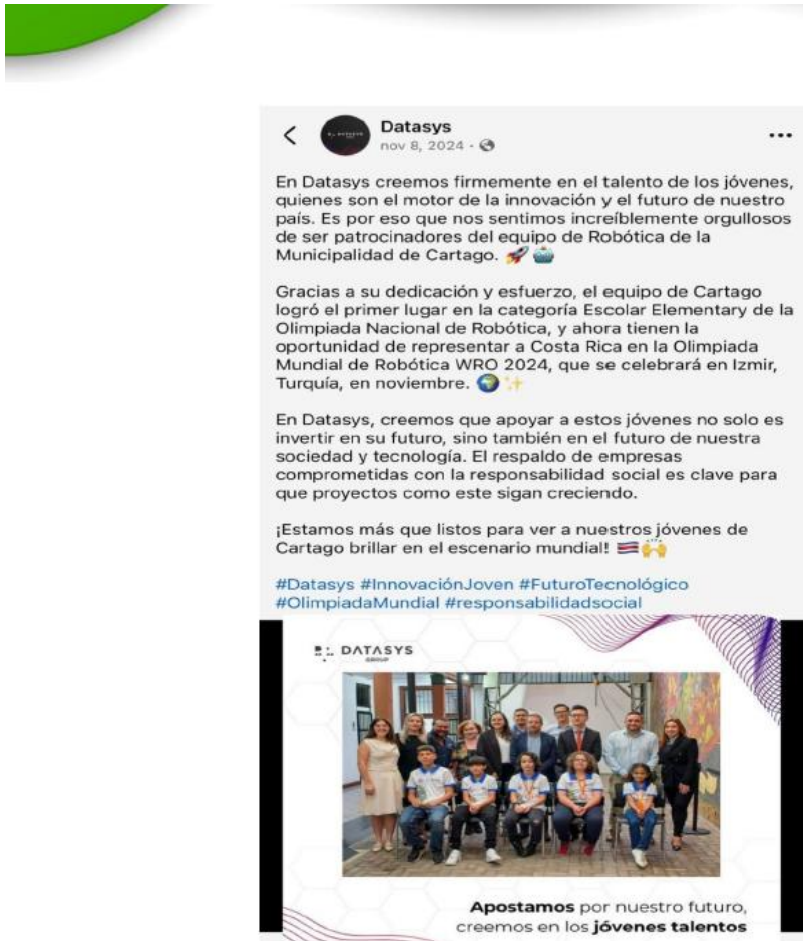 Datasys
nov 8, 2024 ·
En Datasys creemos firmemente en el talento de los jóvenes,
quienes son el motor de la innovación y el futuro de nuestro
país. Es por eso que nos sentimos increíblemente orgullosos
de ser patrocinadores del equipo de Robótica de la
Municipalidad de Cartago. 🚀🤖
Gracias a su dedicación y esfuerzo, el equipo de Cartago
logró el primer lugar en la categoría Escolar Elementary de la
Olimpiada Nacional de Robótica, y ahora tienen la
oportunidad de representar a Costa Rica en la Olimpiada
Mundial de Robótica WRO 2024, que se celebrará en Izmir,
Turquía, en noviembre. 🌍✨
En Datasys, creemos que apoyar a estos jóvenes no solo es
invertir en su futuro, sino también en el futuro de nuestra
sociedad y tecnología. El respaldo de empresas
comprometidas con la responsabilidad social es clave para
que proyectos como este sigan creciendo.
¡Estamos más que listos para ver a nuestros jóvenes de
Cartago brillar en el escenario mundial! 🇨🇷🙌
#Datasys #InnovaciónJoven #FuturoTecnológico
#OlimpiadaMundial #responsabilidadsocial
DATASYS
GROUP
Apostamos por nuestro futuro,
creemos en los jóvenes talentos